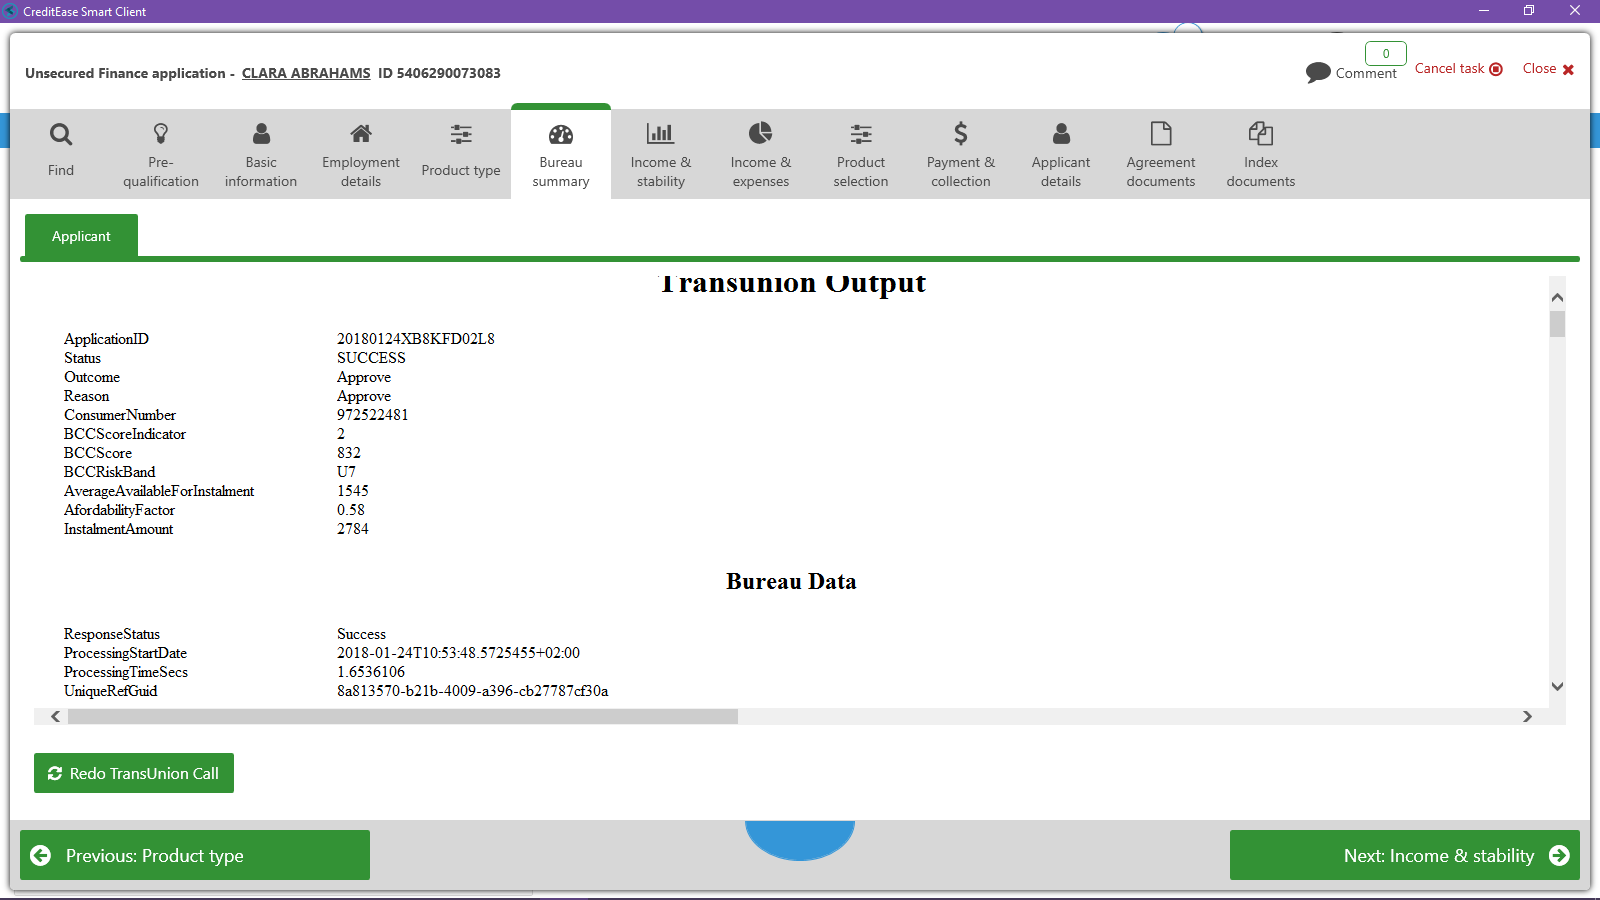 CreditEase Smart Client
Unsecured Finance application - CLARA ABRAHAMS ID 5406290073083
0
Comment
Cancel task
Close
Find
Pre-
qualification
Basic
information
Employment
details
Product type
Bureau
summary
Income &
stability
Income &
expenses
Product
selection
Payment &
collection
Applicant
details
Agreement
documents
Index
documents
Applicant
Transunion Output
ApplicationID 20180124XB8KFD02L8
Status SUCCESS
Outcome Approve
Reason Approve
ConsumerNumber 972522481
BCCScoreIndicator 2
BCCScore 832
BCCRiskBand U7
AverageAvailableForInstalment 1545
AfordabilityFactor 0.58
InstalmentAmount 2784
Bureau Data
ResponseStatus Success
ProcessingStartDate 2018-01-24T10:53:48.5725455+02:00
ProcessingTimeSecs 1.6536106
UniqueRefGuid 8a813570-b21b-4009-a396-cb27787cf30a
Redo TransUnion Call
Previous: Product type
Next: Income & stability